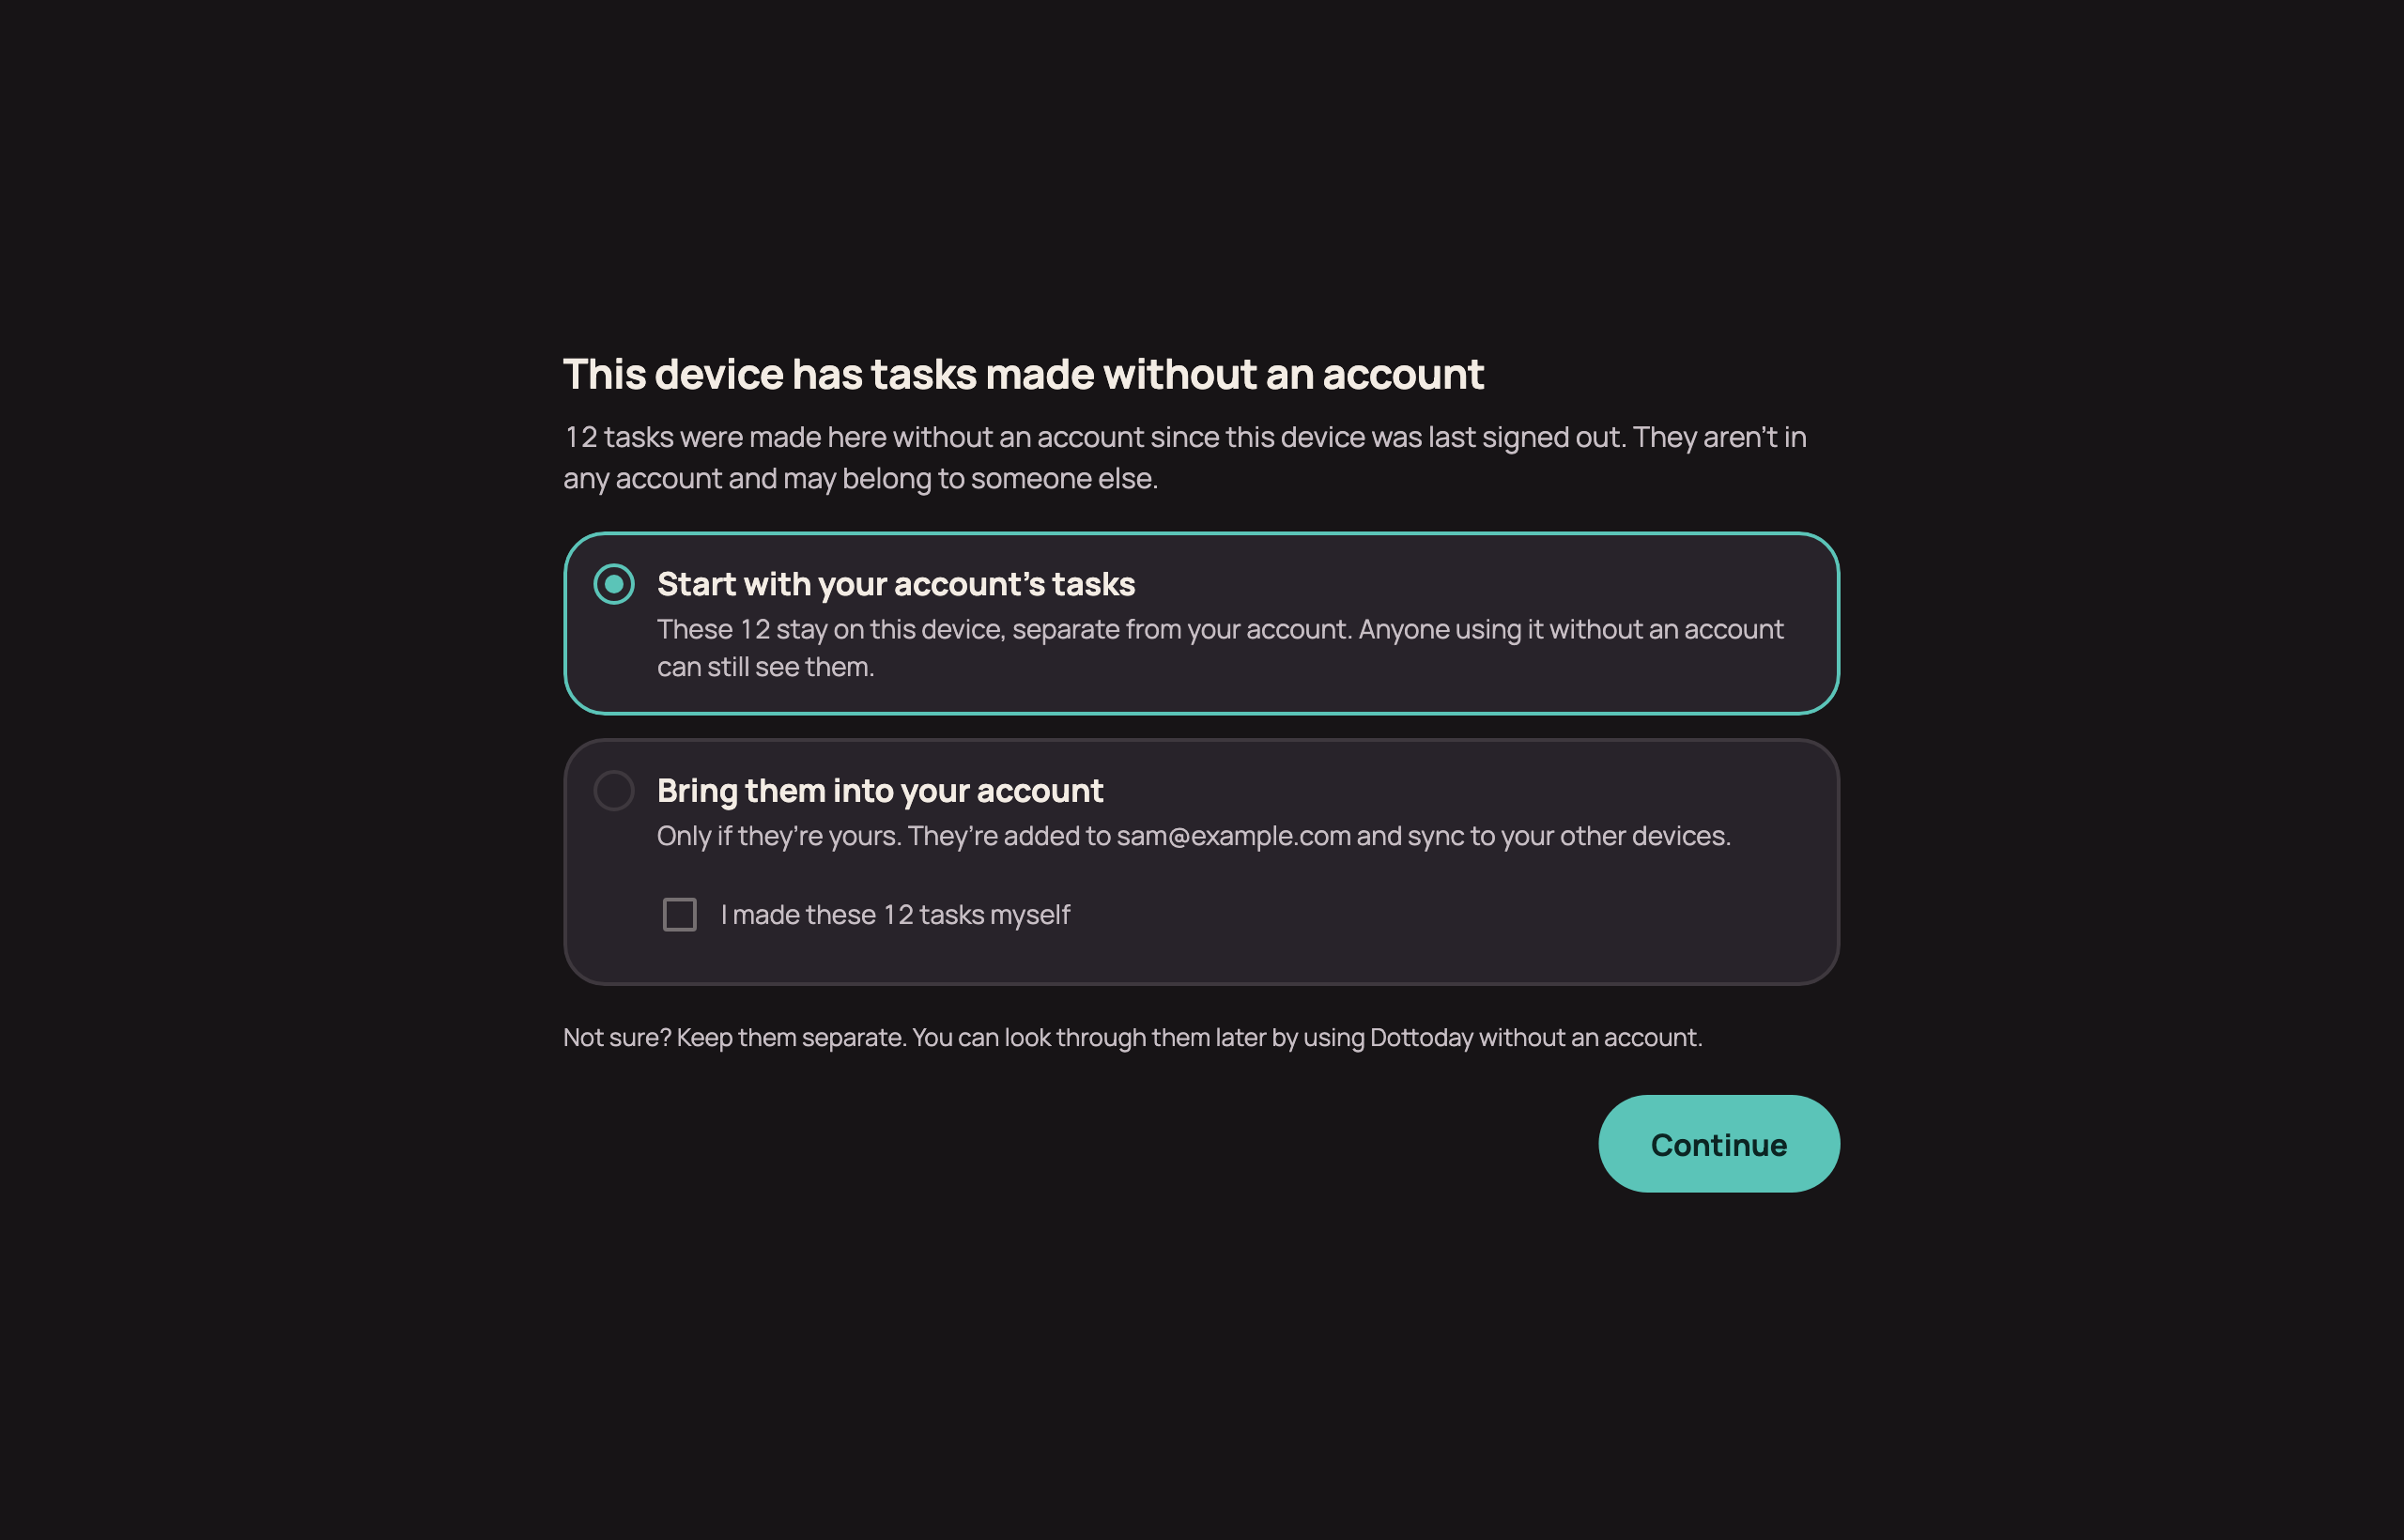 This device has tasks made without an account
12 tasks were made here without an account since this device was last signed out. They aren’t in
any account and may belong to someone else.
Start with your account’s tasks
These 12 stay on this device, separate from your account. Anyone using it without an account
can still see them.
Bring them into your account
Only if they’re yours. They’re added to sam@example.com and sync to your other devices.
I made these 12 tasks myself
Not sure? Keep them separate. You can look through them later by using Dottoday without an account.
Continue